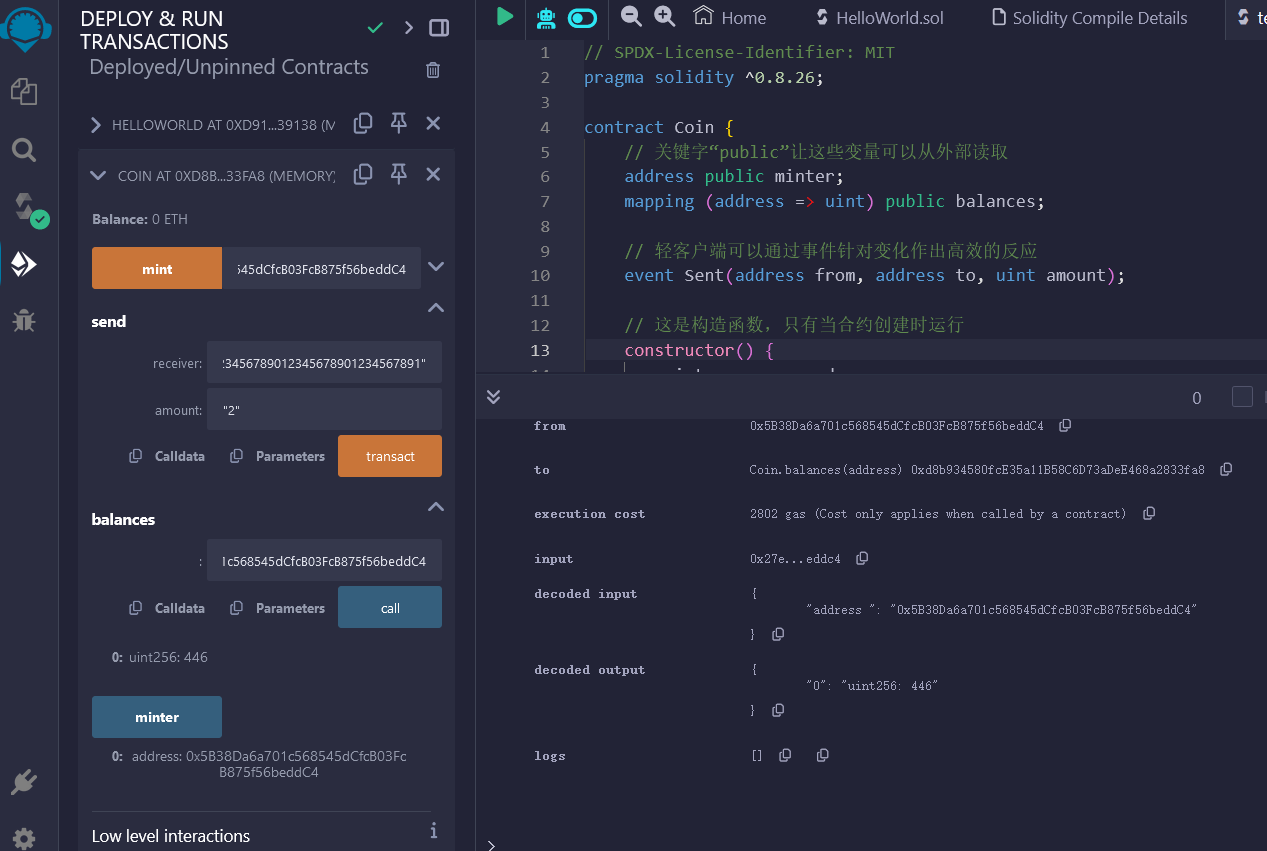 DEPLOY & RUN
TRANSACTIONS
Deployed/Unpinned Contracts
HELLOWORLD AT 0XD91...39138 (M
COIN AT 0XD8B...33FA8 (MEMORY)
Balance: 0 ETH
mint
545dCfcB03FcB875f56beddC4
send
receiver:
2345678901234567890123456789​1"
amount:
"2"
Calldata
Parameters
transact
balances
:
1c568545dCfcB03FcB875f56beddC4
Calldata
Parameters
call
0: uint256: 446
minter
0: address: 0x5B38Da6a701c568545dCfcB03Fc
B875f56beddC4
Low level interactions
i
Home
HelloWorld.sol
Solidity Compile Details
te
1 // SPDX-License-Identifier: MIT
2 pragma solidity ^0.8.26;
3
4 contract Coin {
5 // 关键字“public”让这些变量可以从外部读取
6 address public minter;
7 mapping (address => uint) public balances;
8
9 // 轻客户端可以通过事件针对变化作出高效的反应
10 event Sent(address from, address to, uint amount);
11
12 // 这是构造函数，只有当合约创建时运行
13 constructor() {
0
from 0x5B38Da6a701c568545dCfcB03FcB875f56beddC4
to Coin.balances(address) 0xd8b934580fcE35a11B58C6D73aDeE468a2833fa8
execution cost 2802 gas (Cost only applies when called by a contract)
input 0x27e...eddc4
decoded input {
"address ": "0x5B38Da6a701c568545dCfcB03FcB875f56beddC4"
}
decoded output {
"0": "uint256: 446"
}
logs []
>